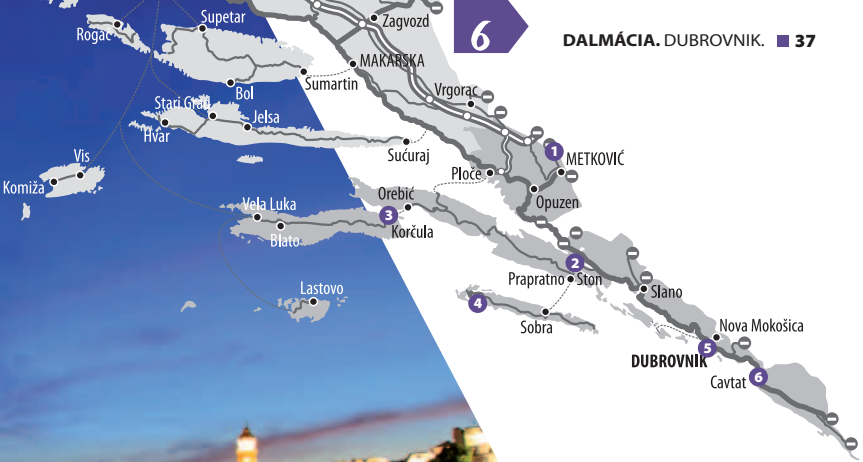 6
DALMÁCIA. DUBROVNIK. 37
Supetar
Rogač
Zagvozd
MAKARSKA
Sumartin
Bol
Vrgorac
Stari Grad
Jelsa
Hvar
Sućuraj
1
METKOVIĆ
Vis
Komiža
Ploče
Opuzen
Orebić
Vela Luka
3
Korčula
Blato
2
Prapratno
Ston
Lastovo
4
Slano
Sobra
Nova Mokošica
5
DUBROVNIK
6
Cavtat